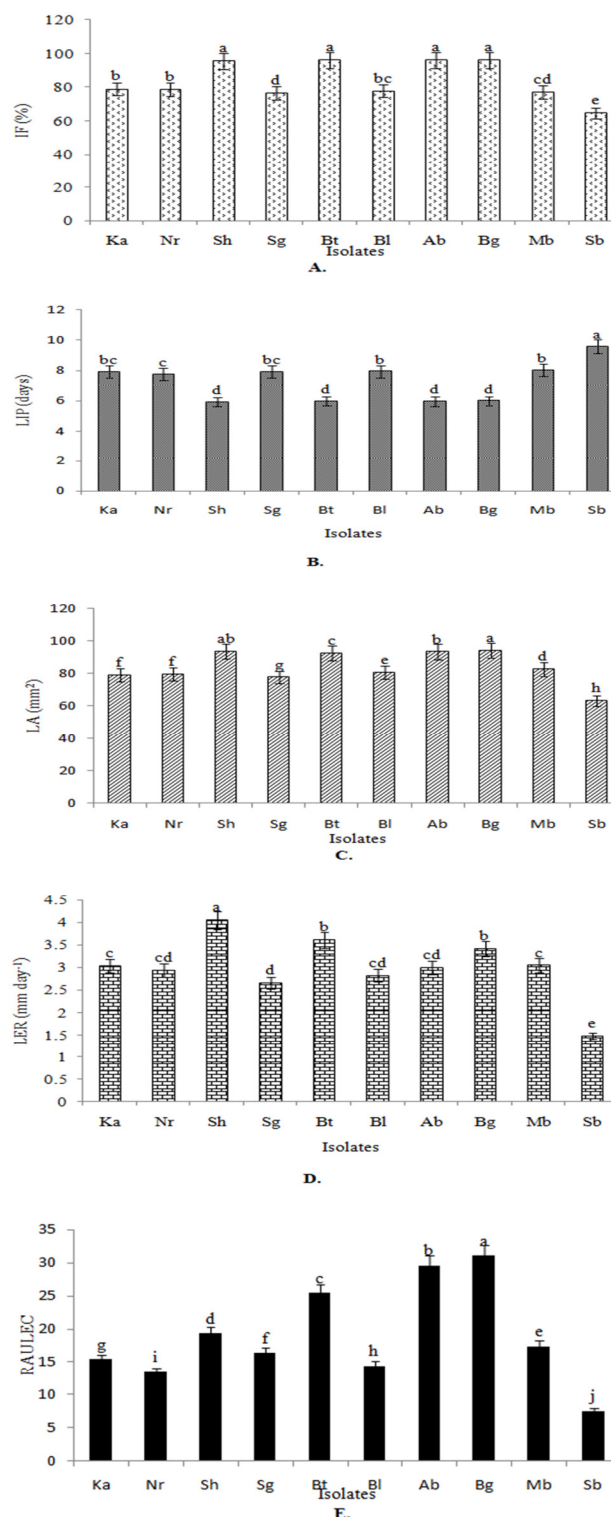 120
100
80
60
40
20
0
IF (%)
b b a d a bc a a cd e
Ka Nr Sh Sg Bt Bl Ab Bg Mb Sb
Isolates
A.
12
10
8
6
4
2
0
LIP (days)
bc c d bc d b d d b a
Ka Nr Sh Sg Bt Bl Ab Bg Mb Sb
Isolates
B.
120
100
80
60
40
20
0
LA (mm²)
f f ab g c e b a d h
Ka Nr Sh Sg Bt Bl Ab Bg Mb Sb
Isolates
C.
4.5
4
3.5
3
2.5
2
1.5
1
0.5
0
LER (mm day⁻¹)
c cd a d b cd cd b c e
Ka Nr Sh Sg Bt Bl Ab Bg Mb Sb
Isolates
D.
35
30
25
20
15
10
5
0
RAULEC
g i d f c h b a e j
Ka Nr Sh Sg Bt Bl Ab Bg Mb Sb
Isolates
E.